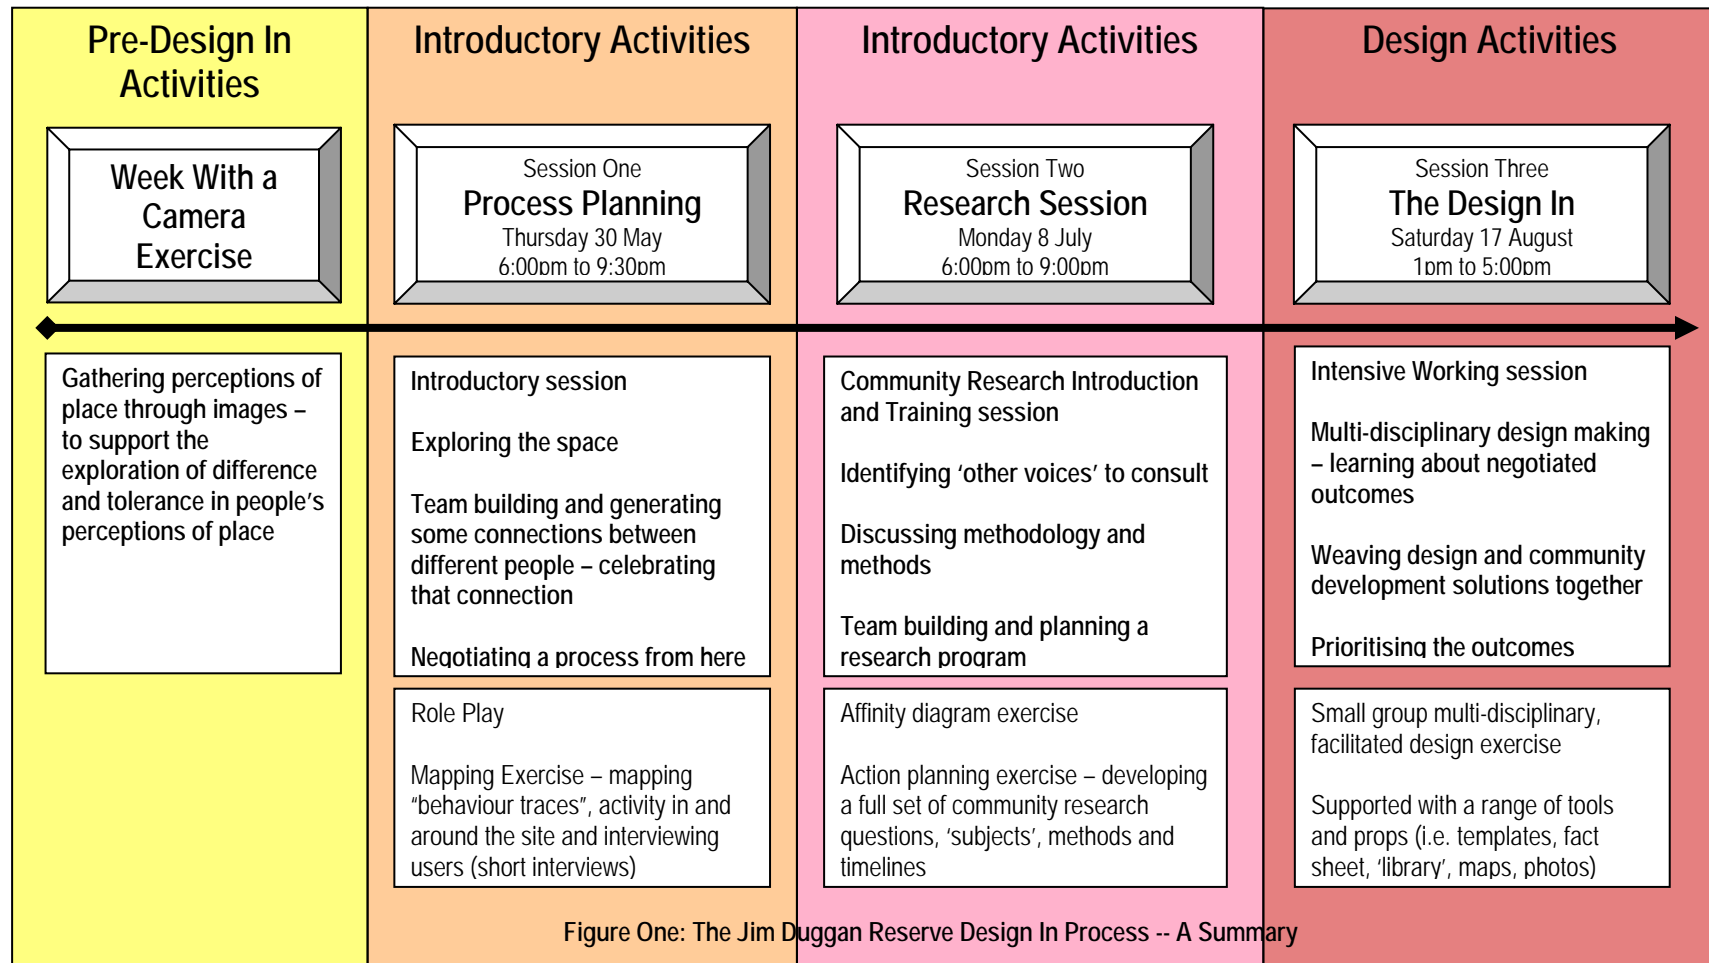 Pre-Design In
Activities
Week With a
Camera
Exercise
Gathering perceptions of
place through images –
to support the
exploration of difference
and tolerance in people's
perceptions of place
Introductory Activities
Session One
Process Planning
Thursday 30 May
6:00pm to 9:30pm
Introductory session
Exploring the space
Team building and generating
some connections between
different people – celebrating
that connection
Negotiating a process from here
Role Play
Mapping Exercise – mapping
“behaviour traces”, activity in and
around the site and interviewing
users (short interviews)
Introductory Activities
Session Two
Research Session
Monday 8 July
6:00pm to 9:00pm
Community Research Introduction
and Training session
Identifying ‘other voices’ to consult
Discussing methodology and
methods
Team building and planning a
research program
Affinity diagram exercise
Action planning exercise – developing
a full set of community research
questions, ‘subjects’, methods and
timelines
Design Activities
Session Three
The Design In
Saturday 17 August
1pm to 5:00pm
Intensive Working session
Multi-disciplinary design making
– learning about negotiated
outcomes
Weaving design and community
development solutions together
Prioritising the outcomes
Small group multi-disciplinary,
facilitated design exercise
Supported with a range of tools
and props (i.e. templates, fact
sheet, ‘library’, maps, photos)
Figure One: The Jim Duggan Reserve Design In Process -- A Summary